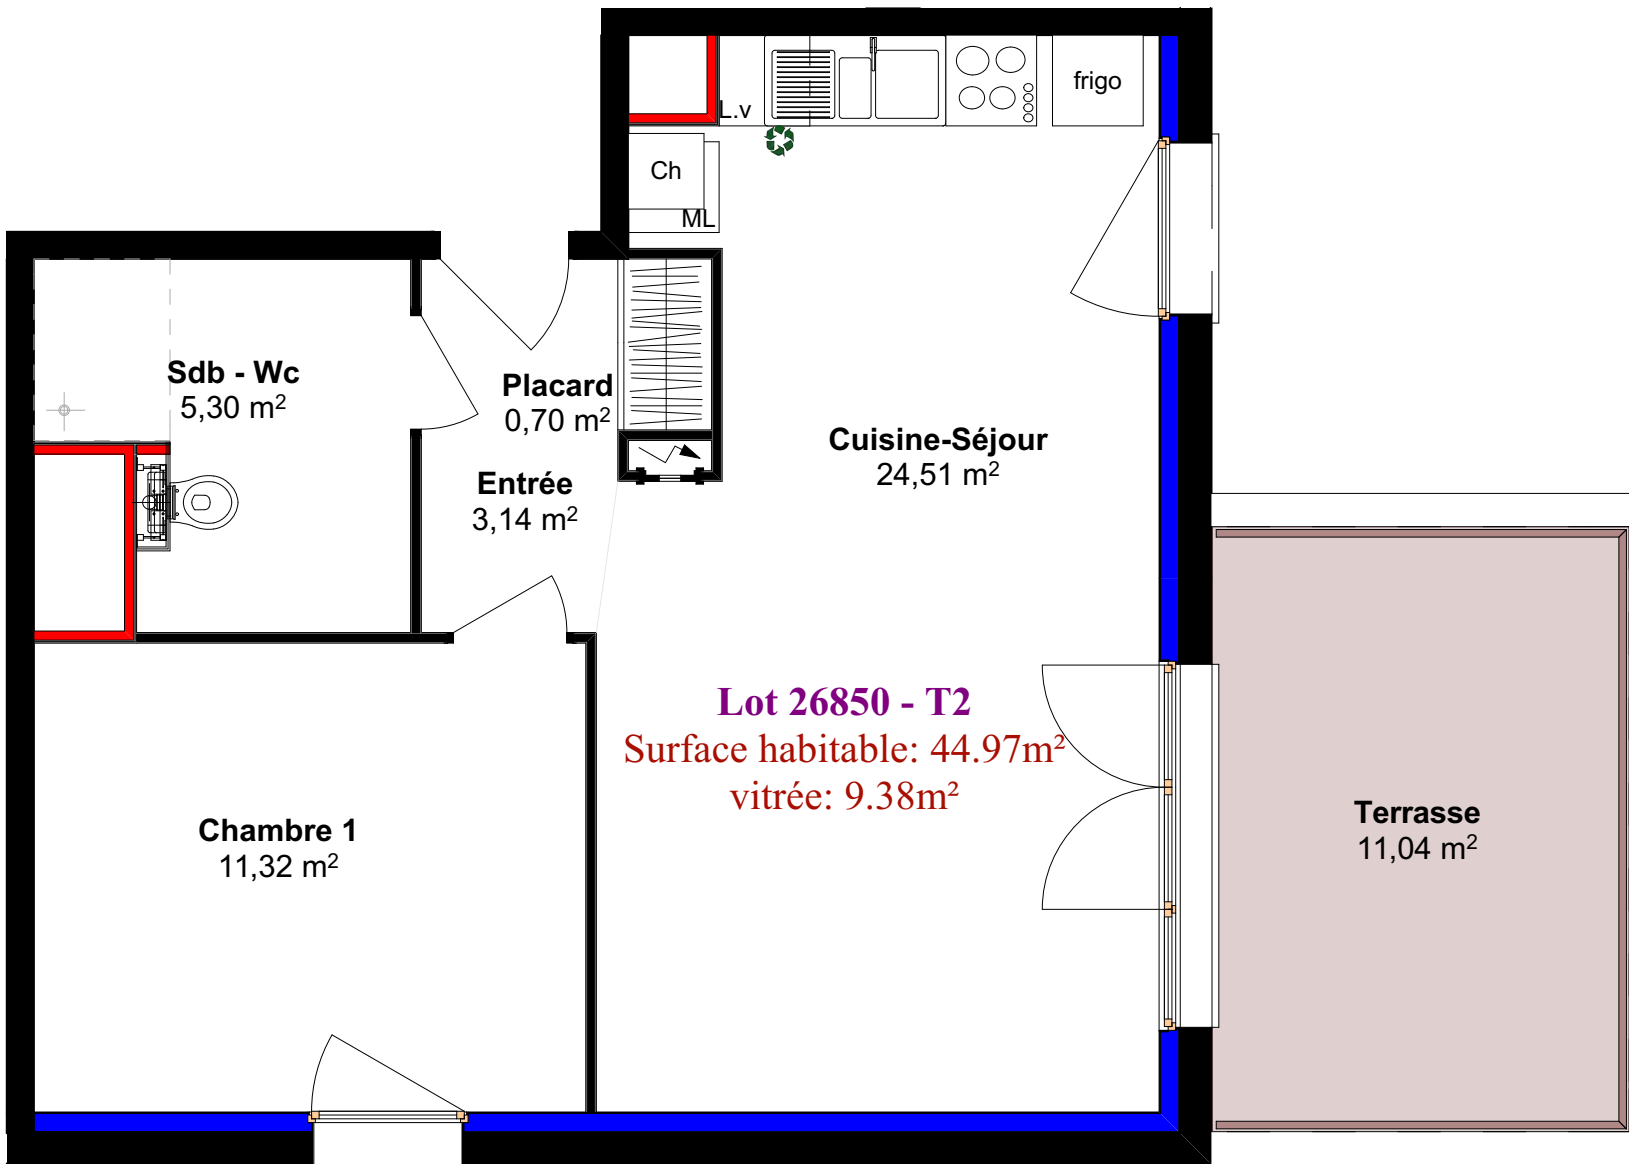 frigo
L.v
Ch
ML
Sdb - Wc
5,30 m²
Placard
0,70 m²
Cuisine-Séjour
24,51 m²
Entrée
3,14 m²
Lot 26850 - T2
Surface habitable: 44.97m²
vitrée: 9.38m²
Chambre 1
11,32 m²
Terrasse
11,04 m²